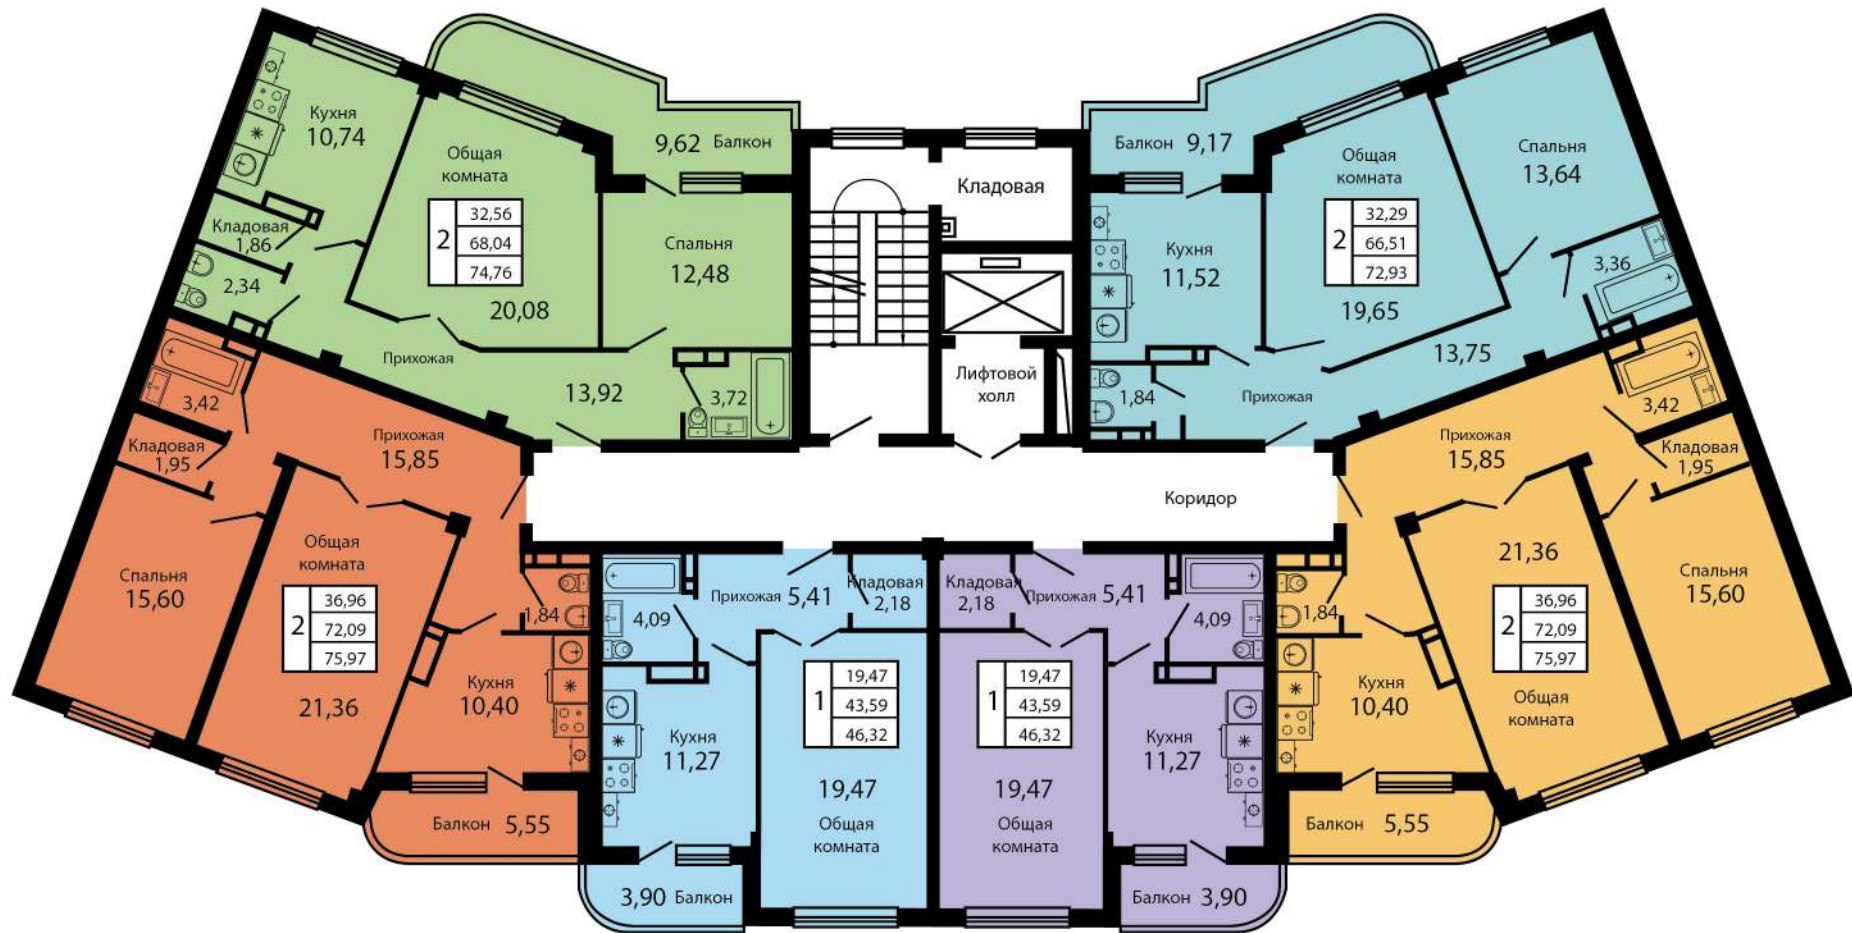 Кухня
10,74
Общая
комната
2
32,56
68,04
74,76
20,08
9,62 Балкон
Спальня
12,48
Кладовая
1,86
2,34
Прихожая
13,92
3,72
Кладовая
Лифтовой
холл
Коридор
Балкон 9,17
Кухня
11,52
Общая
комната
2
32,29
66,51
72,93
19,65
Спальня
13,64
3,36
13,75
Прихожая
1,84
3,42
Кладовая
1,95
Прихожая
15,85
Спальня
15,60
Общая
комната
2
36,96
72,09
75,97
21,36
1,84
Кухня
10,40
Балкон 5,55
4,09
Прихожая 5,41
Кладовая
2,18
Кухня
11,27
1
19,47
43,59
46,32
19,47
Общая
комната
3,90 Балкон
Кладовая
2,18
Прихожая 5,41
4,09
1
19,47
43,59
46,32
19,47
Общая
комната
Кухня
11,27
Балкон 3,90
3,42
Прихожая
15,85
Кладовая
1,95
21,36
2
36,96
72,09
75,97
Общая
комната
Спальня
15,60
1,84
Кухня
10,40
Балкон 5,55